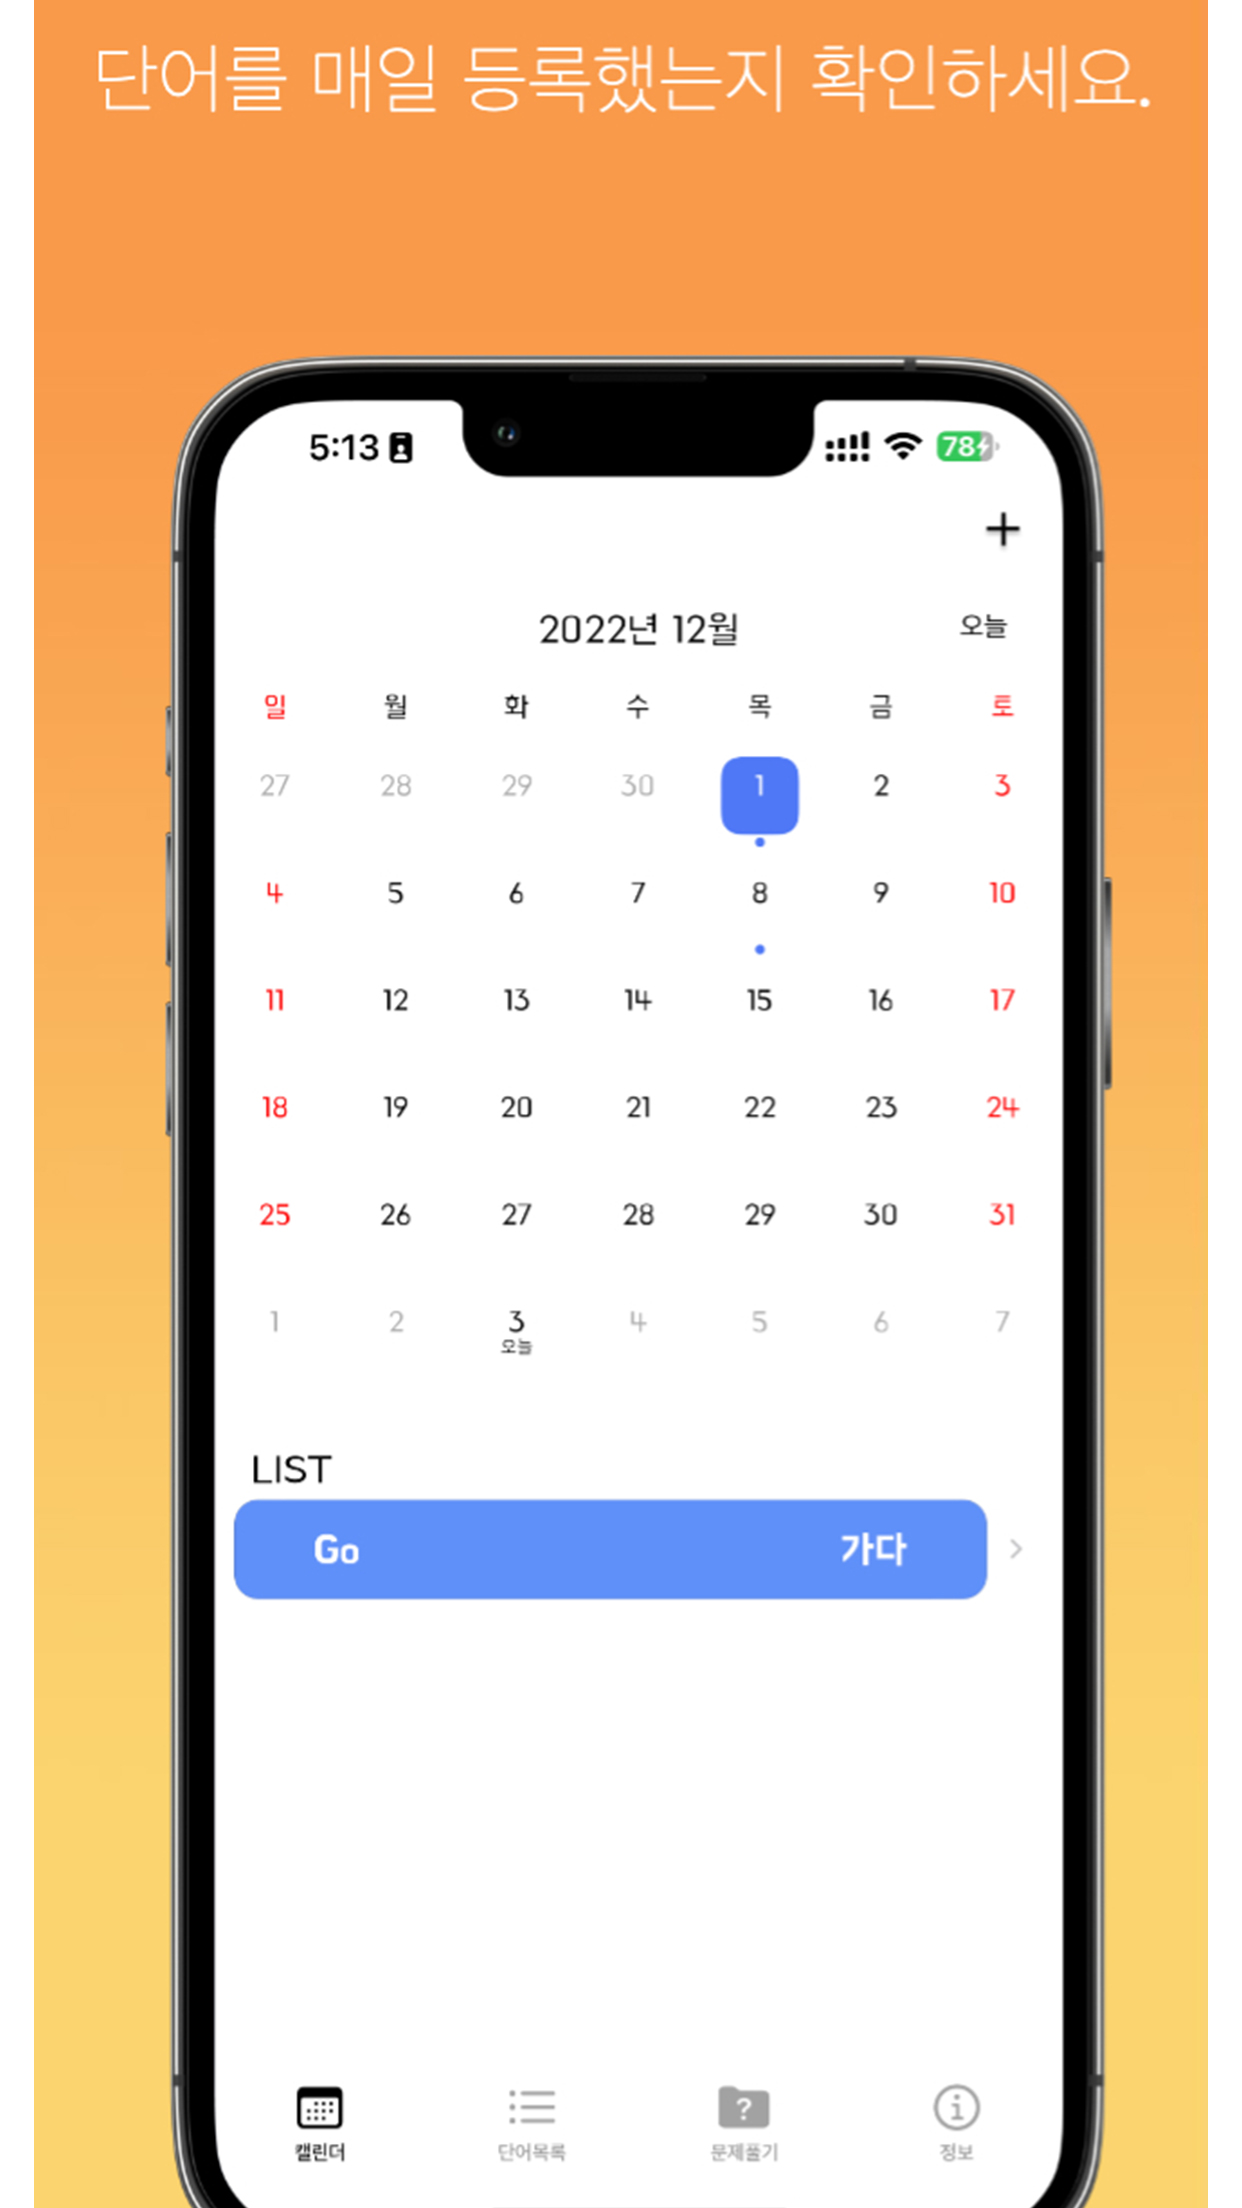 단어를 매일 등록했는지 확인하세요.
5:13 78
+
2022년 12월 오늘
일 월 화 수 목 금 토
27 28 29 30 1 2 3
4 5 6 7 8 9 10
11 12 13 14 15 16 17
18 19 20 21 22 23 24
25 26 27 28 29 30 31
1 2 3 4 5 6 7
오늘
LIST
Go 가다
캘린더 단어목록 문제풀기 정보